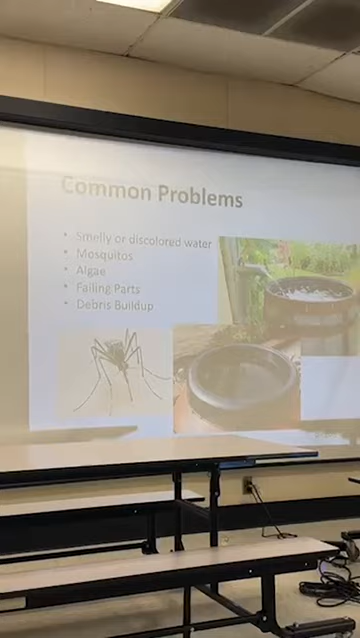 Common Problems
• Smelly or discolored water
• Mosquitos
• Algae
• Failing Parts
• Debris Buildup